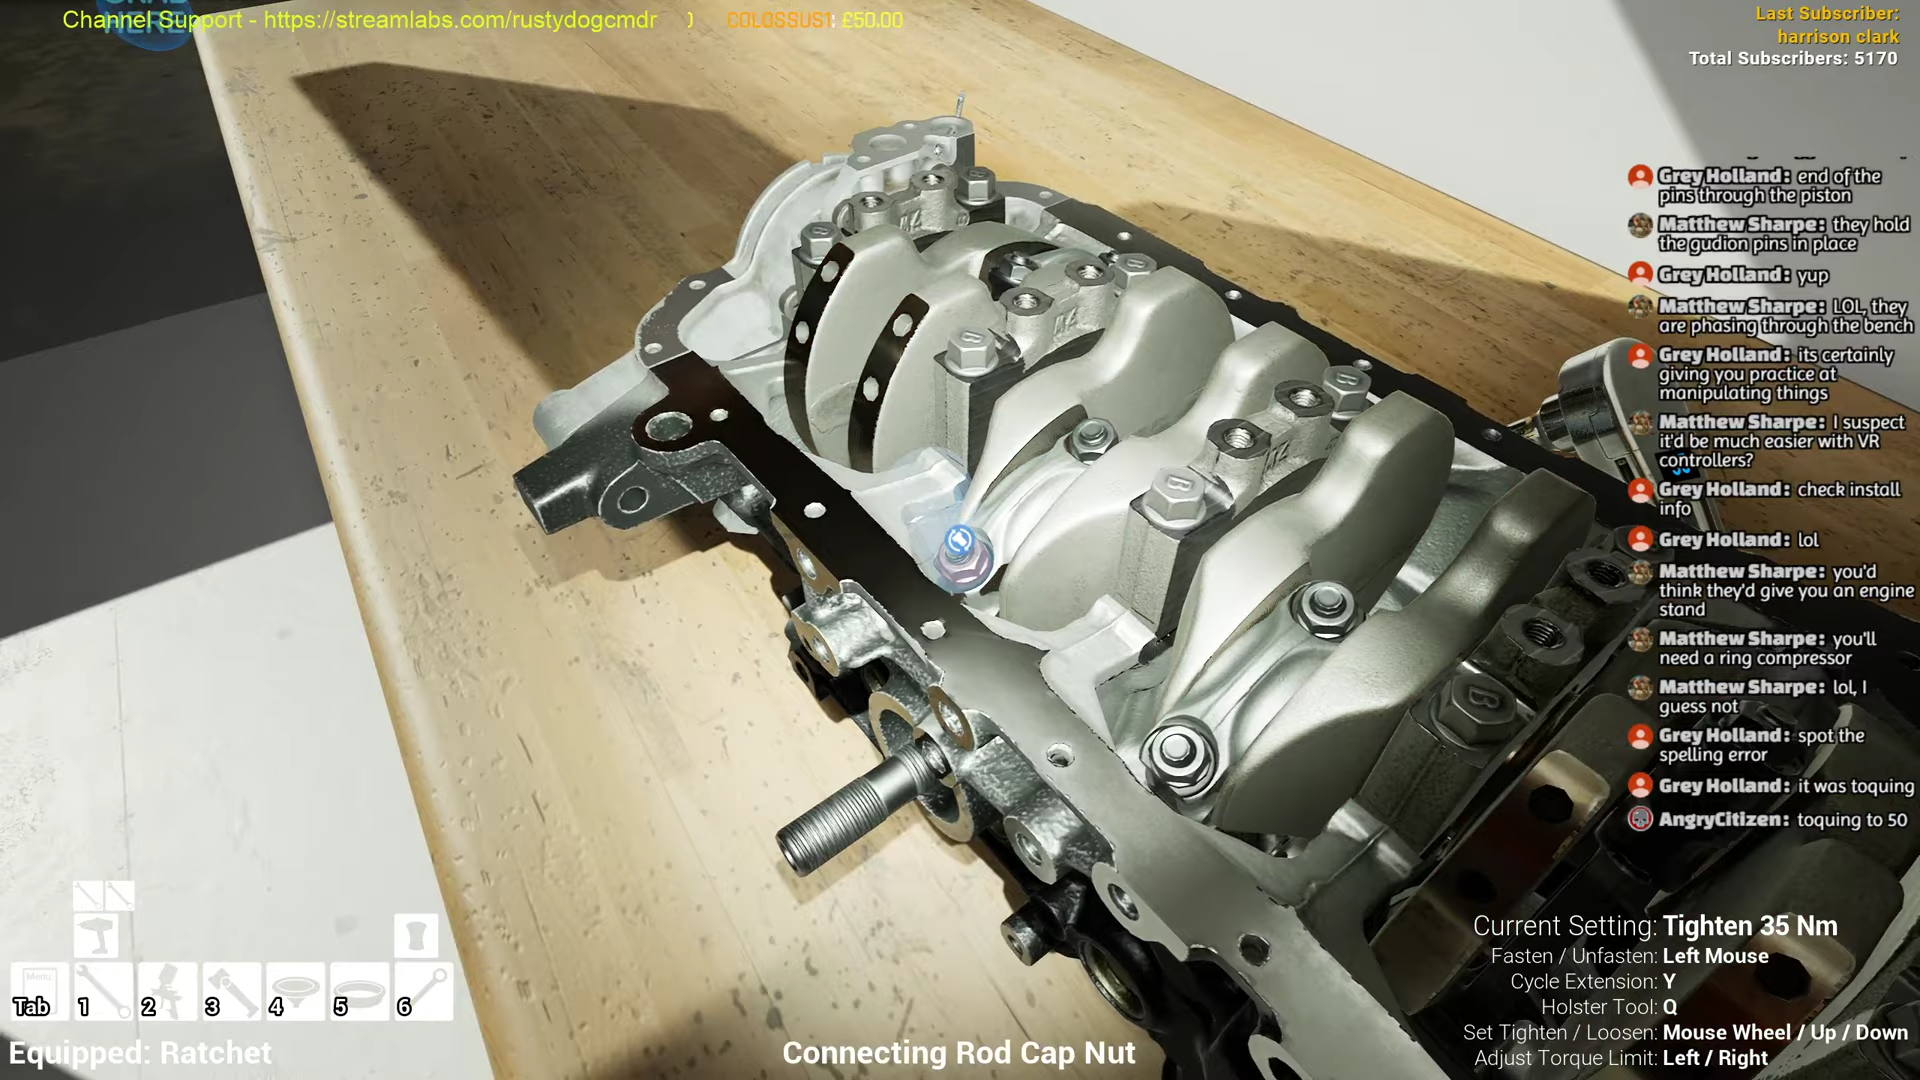 GRAB
HERE
Channel Support - https://streamlabs.com/rustydogcmdr ) COLOSSUS1: £50.00
Last Subscriber:
harrison clark
Total Subscribers: 5170
Grey Holland: end of the
pins through the piston
Matthew Sharpe: they hold
the gudion pins in place
Grey Holland: yup
Matthew Sharpe: LOL, they
are phasing through the bench
Grey Holland: its certainly
giving you practice at
manipulating things
Matthew Sharpe: I suspect
it'd be much easier with VR
controllers?
Grey Holland: check install
info
Grey Holland: lol
Matthew Sharpe: you'd
think they'd give you an engine
stand
Matthew Sharpe: you'll
need a ring compressor
Matthew Sharpe: lol, I
guess not
Grey Holland: spot the
spelling error
Grey Holland: it was toquing
AngryCitizen: toquing to 50
Current Setting: Tighten 35 Nm
Fasten / Unfasten: Left Mouse
Cycle Extension: Y
Holster Tool: Q
Set Tighten / Loosen: Mouse Wheel / Up / Down
Adjust Torque Limit: Left / Right
Menu
Tab 1 2 3 4 5 6
Equipped: Ratchet
Connecting Rod Cap Nut